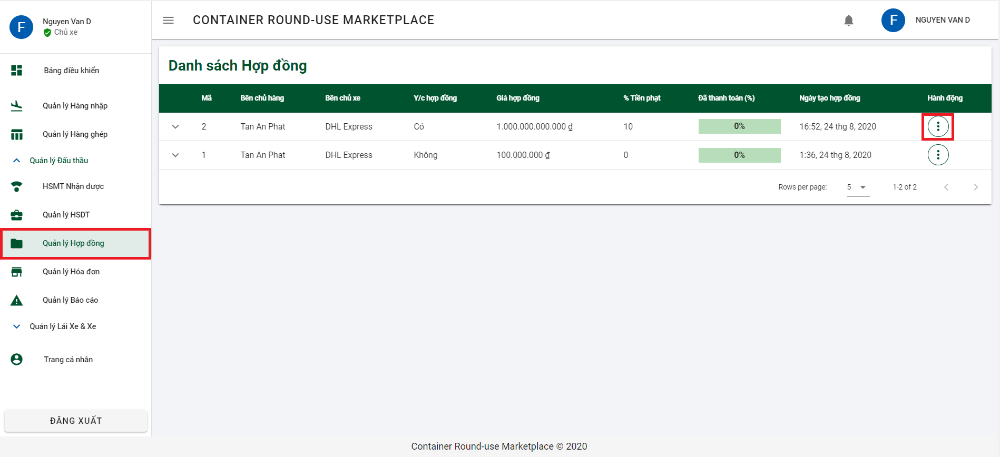 F
Nguyen Van D
Chủ xe
CONTAINER ROUND-USE MARKETPLACE
F
NGUYEN VAN D
Bảng điều khiển
Quản lý Hàng nhập
Quản lý Hàng ghép
Quản lý Đấu thầu
HSMT Nhận được
Quản lý HSDT
Quản lý Hợp đồng
Quản lý Hóa đơn
Quản lý Báo cáo
Quản lý Lái Xe & Xe
Trang cá nhân
ĐĂNG XUẤT
Danh sách Hợp đồng
Mã Bên chủ hàng Bên chủ xe Y/c hợp đồng Giá hợp đồng % Tiền phạt Đã thanh toán (%) Ngày tạo hợp đồng Hành động
2 Tan An Phat DHL Express Có 1.000.000.000.000 ₫ 10 0% 16:52, 24 thg 8, 2020
1 Tan An Phat DHL Express Không 100.000.000 ₫ 0 0% 1:36, 24 thg 8, 2020
Rows per page: 5 1-2 of 2
Container Round-use Marketplace © 2020